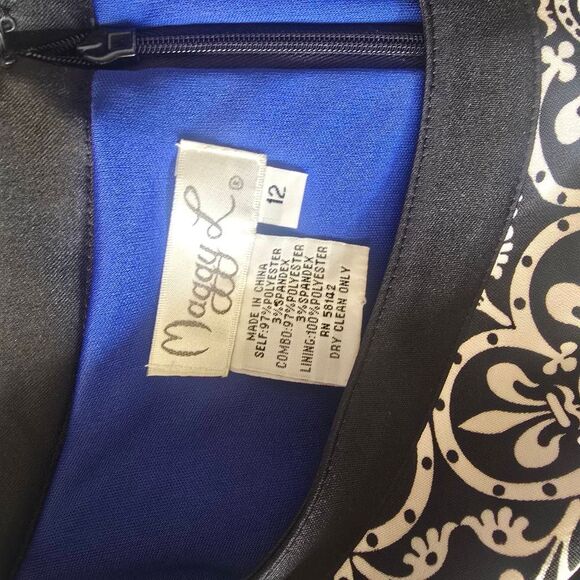 Maggy L ®
12
MADE IN CHINA
SELF:97%POLYESTER
3%SPANDEX
COMBO:97%POLYESTER
3%SPANDEX
LINING:100%POLYESTER
RN 58142
DRY CLEAN ONLY